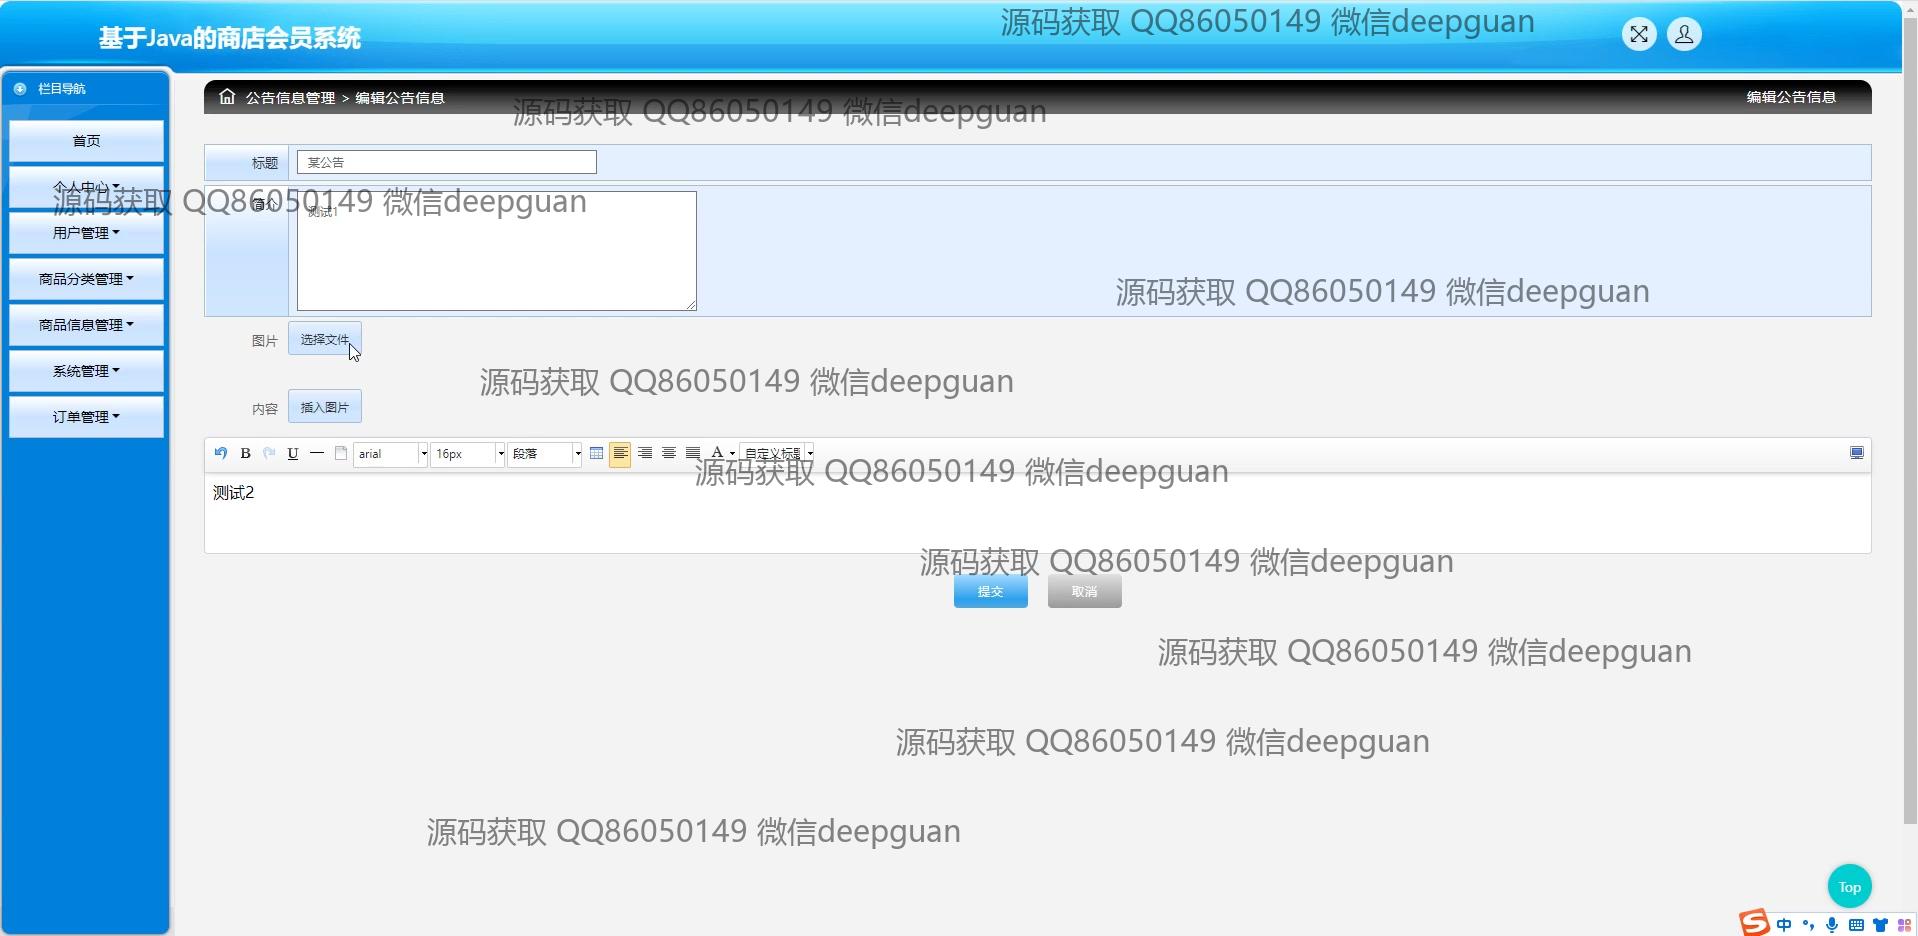 基于Java的商店会员系统
源码获取 QQ86050149 微信deepguan
栏目导航
首页
个人中心
用户管理
商品分类管理
商品信息管理
系统管理
订单管理
公告信息管理 > 编辑公告信息
编辑公告信息
源码获取 QQ86050149 微信deepguan
标题
某公告
源码获取 QQ86050149 微信deepguan
简介
测试1
源码获取 QQ86050149 微信deepguan
图片
选择文件
源码获取 QQ86050149 微信deepguan
内容
插入图片
B U arial 16px 段落 A 自定义标题
源码获取 QQ86050149 微信deepguan
测试2
源码获取 QQ86050149 微信deepguan
提交
取消
源码获取 QQ86050149 微信deepguan
源码获取 QQ86050149 微信deepguan
源码获取 QQ86050149 微信deepguan
Top
S 中